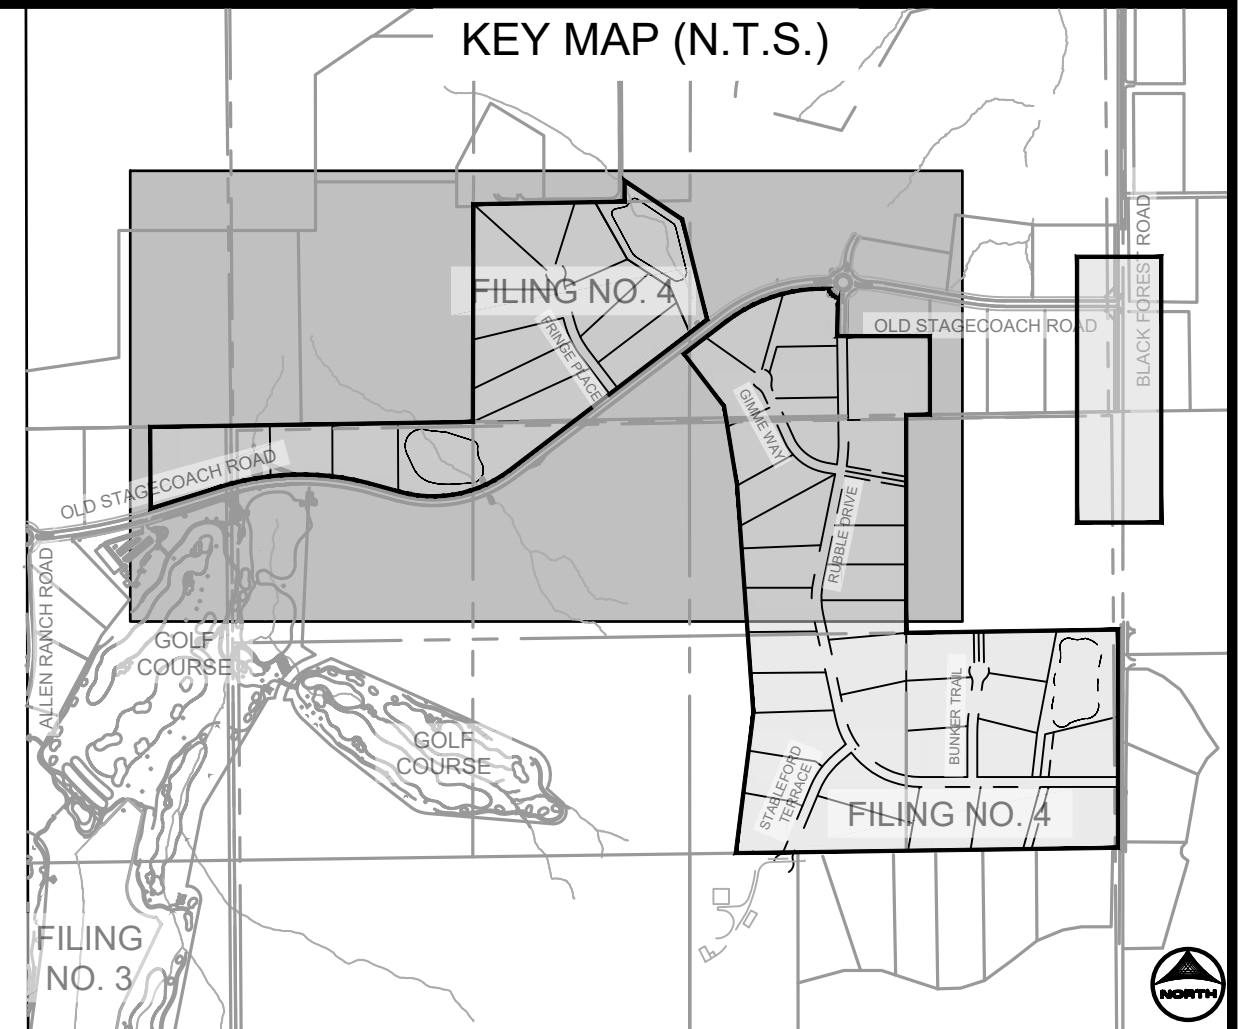 KEY MAP (N.T.S.)
BLACK FOREST ROAD
FILING NO. 4
OLD STAGECOACH ROAD
FRINGE PLACE
GIMME WAY
OLD STAGECOACH ROAD
RUBBLE DRIVE
ALLEN RANCH ROAD
GOLF
COURSE
BUNKER TRAIL
GOLF
COURSE
STABLEFORD
TERRACE
FILING NO. 4
FILING
NO. 3
NORTH